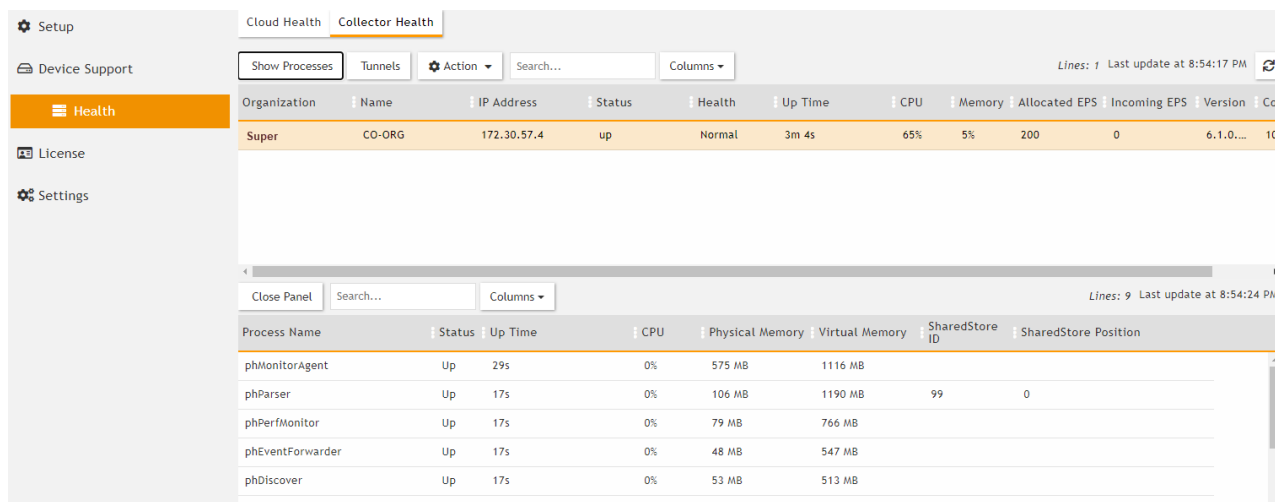 Setup
Device Support
Health
License
Settings
Cloud Health Collector Health
Show Processes Tunnels Action Search... Columns Lines: 1 Last update at 8:54:17 PM
Organization Name IP Address Status Health Up Time CPU Memory Allocated EPS Incoming EPS Version Co
Super CO-ORG 172.30.57.4 up Normal 3m 4s 65% 5% 200 0 6.1.0.... 10
Close Panel Search... Columns Lines: 9 Last update at 8:54:24 PM
Process Name Status Up Time CPU Physical Memory Virtual Memory SharedStore ID SharedStore Position
phMonitorAgent Up 29s 0% 575 MB 1116 MB
phParser Up 17s 0% 106 MB 1190 MB 99 0
phPerfMonitor Up 17s 0% 79 MB 766 MB
phEventForwarder Up 17s 0% 48 MB 547 MB
phDiscover Up 17s 0% 53 MB 513 MB